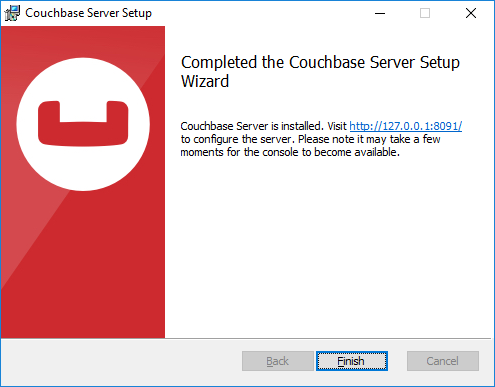 Couchbase Server Setup
Completed the Couchbase Server Setup
Wizard
Couchbase Server is installed. Visit http://127.0.0.1:8091/
to configure the server. Please note it may take a few
moments for the console to become available.
Back Finish Cancel